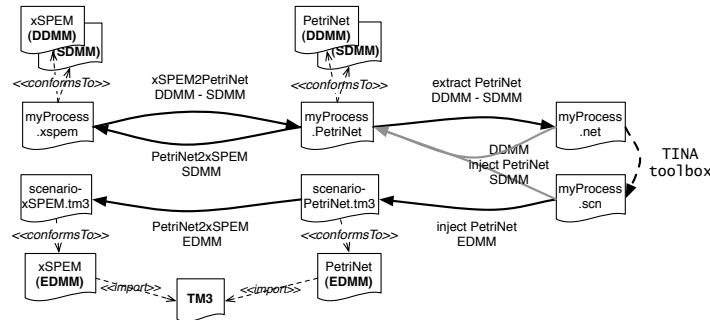 xSPEM
(DDMM)
(SDMM)
PetriNet
(DDMM)
(SDMM)
<<conformsTo>>
<<conformsTo>>
xSPEM2PetriNet
DDMM - SDMM
extract PetriNet
DDMM - SDMM
myProcess
.xspem
myProcess
.PetriNet
myProcess
.net
PetriNet2xSPEM
SDMM
DDMM
inject PetriNet
SDMM
TINA
toolbox
scenario-
xSPEM.tm3
scenario-
PetriNet.tm3
myProcess
.scn
PetriNet2xSPEM
EDMM
inject PetriNet
EDMM
<<conformsTo>>
<<conformsTo>>
xSPEM
(EDMM)
<<import>>
TM3
<<import>>
PetriNet
(EDMM)